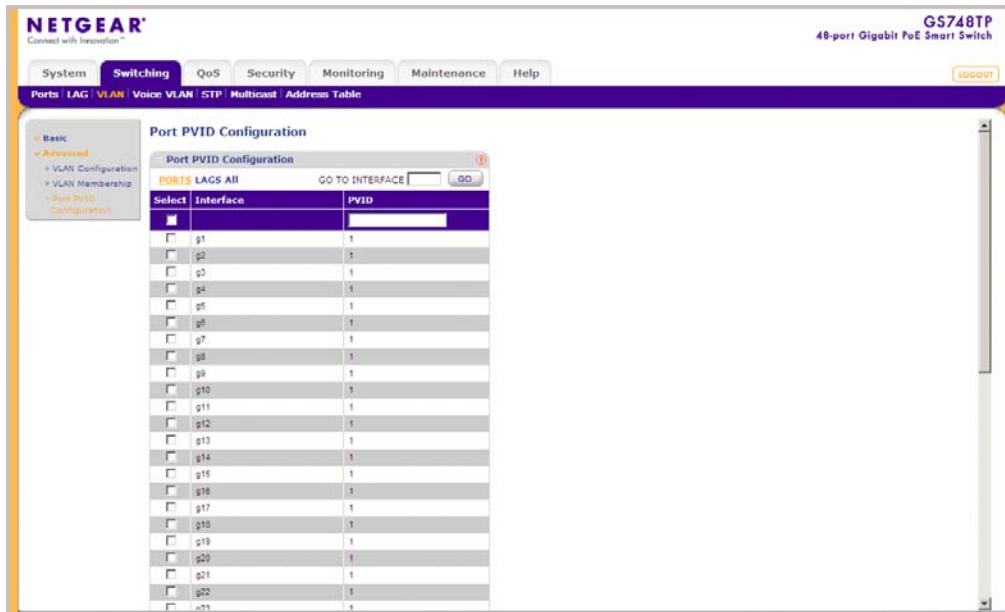 NETGEAR®
Connect with Innovation™
GS748TP
48-port Gigabit PoE Smart Switch
System Switching QoS Security Monitoring Maintenance Help
LOGOUT
Ports LAG VLAN Voice VLAN STP Multicast Address Table
Basic
Advanced
VLAN Configuration
VLAN Membership
Port PVID
Configuration
Port PVID Configuration
Port PVID Configuration
PORTS LAGS All GO TO INTERFACE GO
Select Interface PVID
g1 1
g2 1
g3 1
g4 1
g5 1
g6 1
g7 1
g8 1
g9 1
g10 1
g11 1
g12 1
g13 1
g14 1
g15 1
g16 1
g17 1
g18 1
g19 1
g20 1
g21 1
g22 1
g23 1